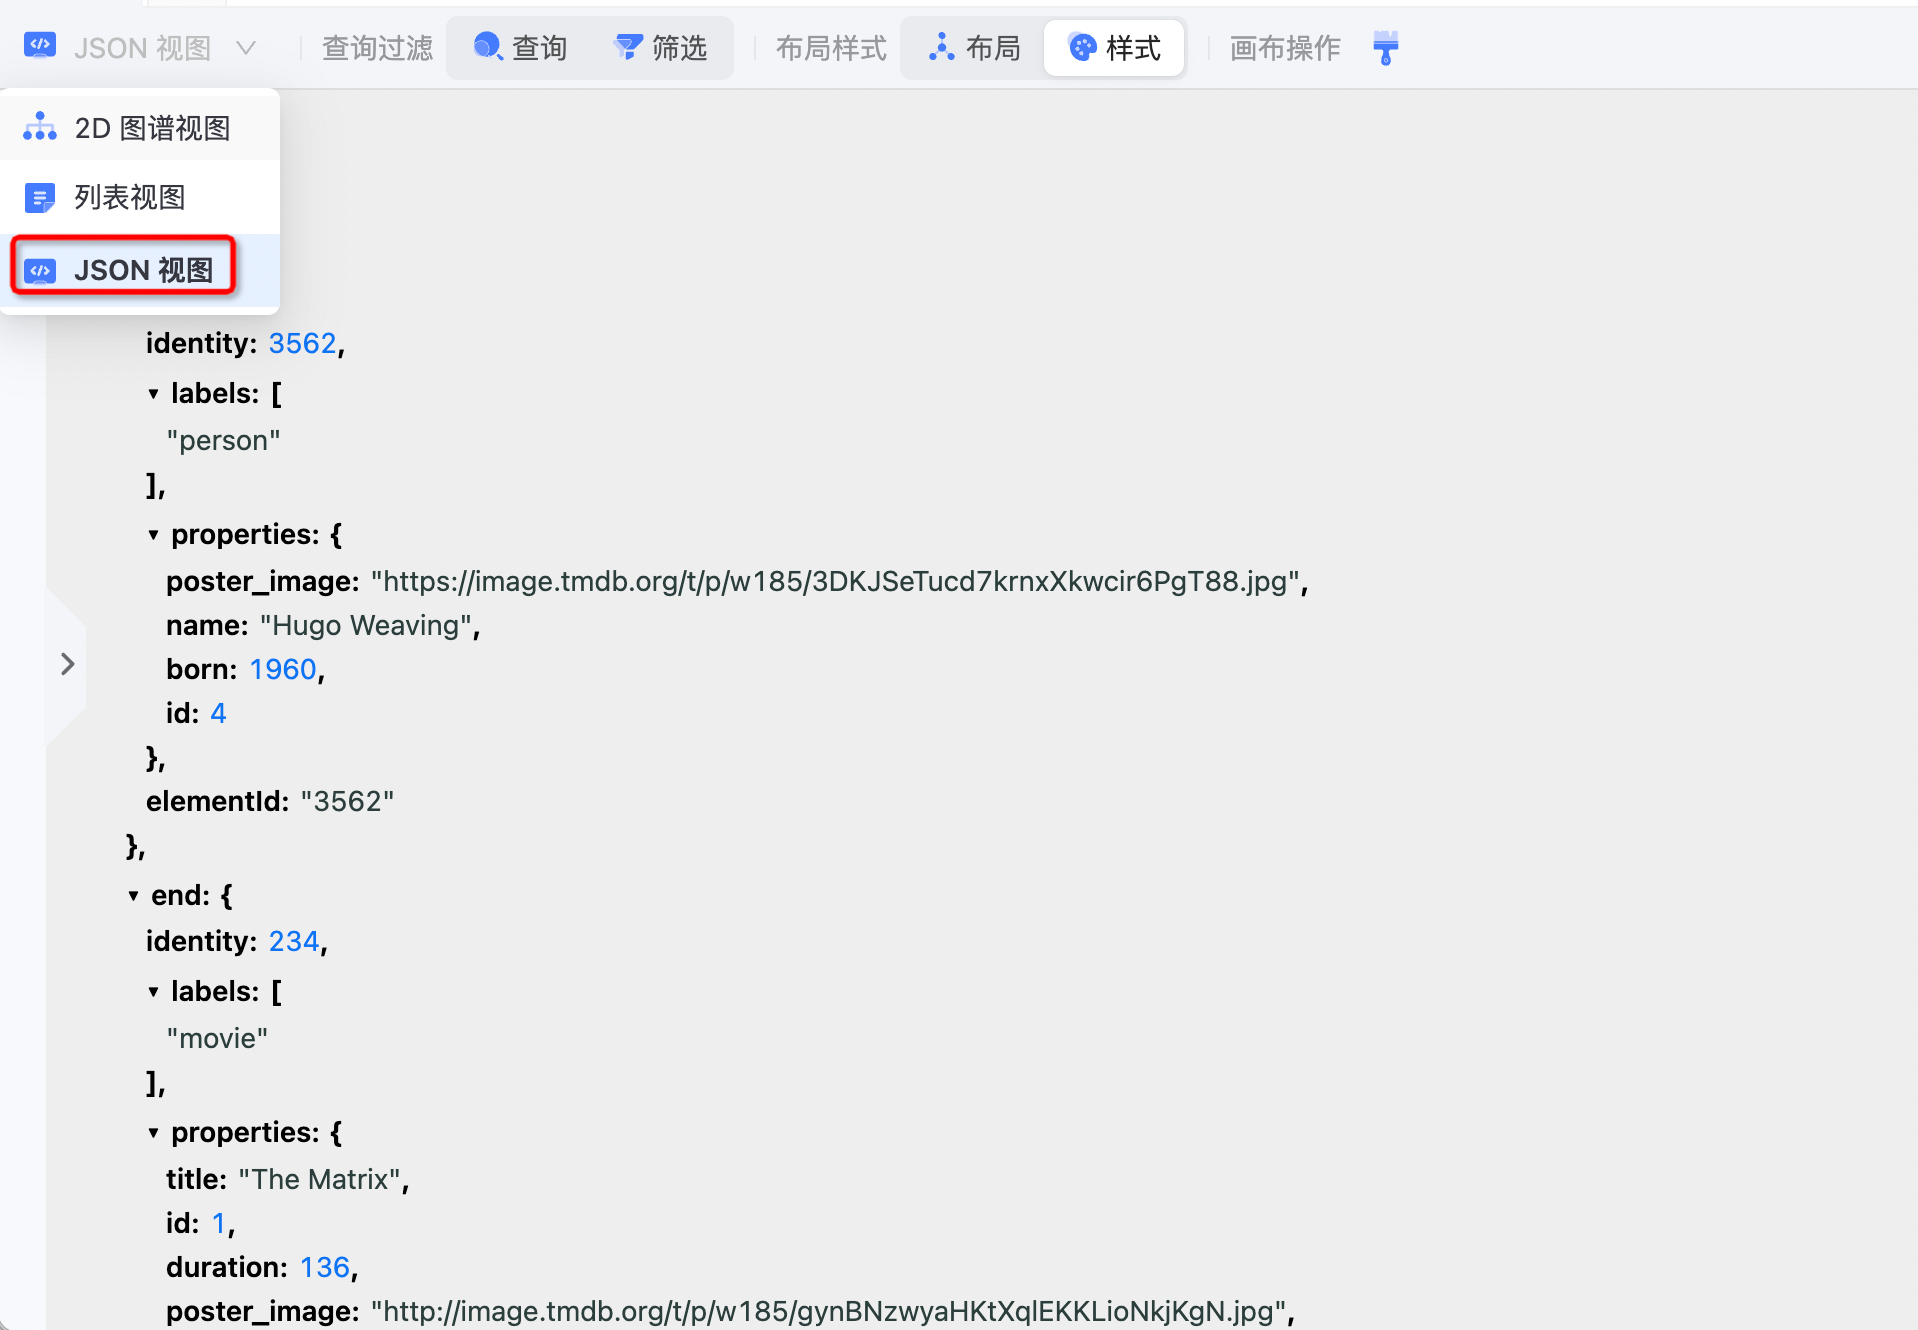 JSON 视图 查询过滤 查询 筛选 布局样式 布局 样式 画布操作
2D 图谱视图
列表视图
JSON 视图
identity: 3562,
labels: [
"person"
],
properties: {
poster_image: "https://image.tmdb.org/t/p/w185/3DKJSeTucd7krnxXkwcir6PgT88.jpg",
name: "Hugo Weaving",
born: 1960,
id: 4
},
elementId: "3562"
},
end: {
identity: 234,
labels: [
"movie"
],
properties: {
title: "The Matrix",
id: 1,
duration: 136,
poster_image: "http://image.tmdb.org/t/p/w185/gynBNzwyaHKtXqlEKKLioNkjKgN.jpg",